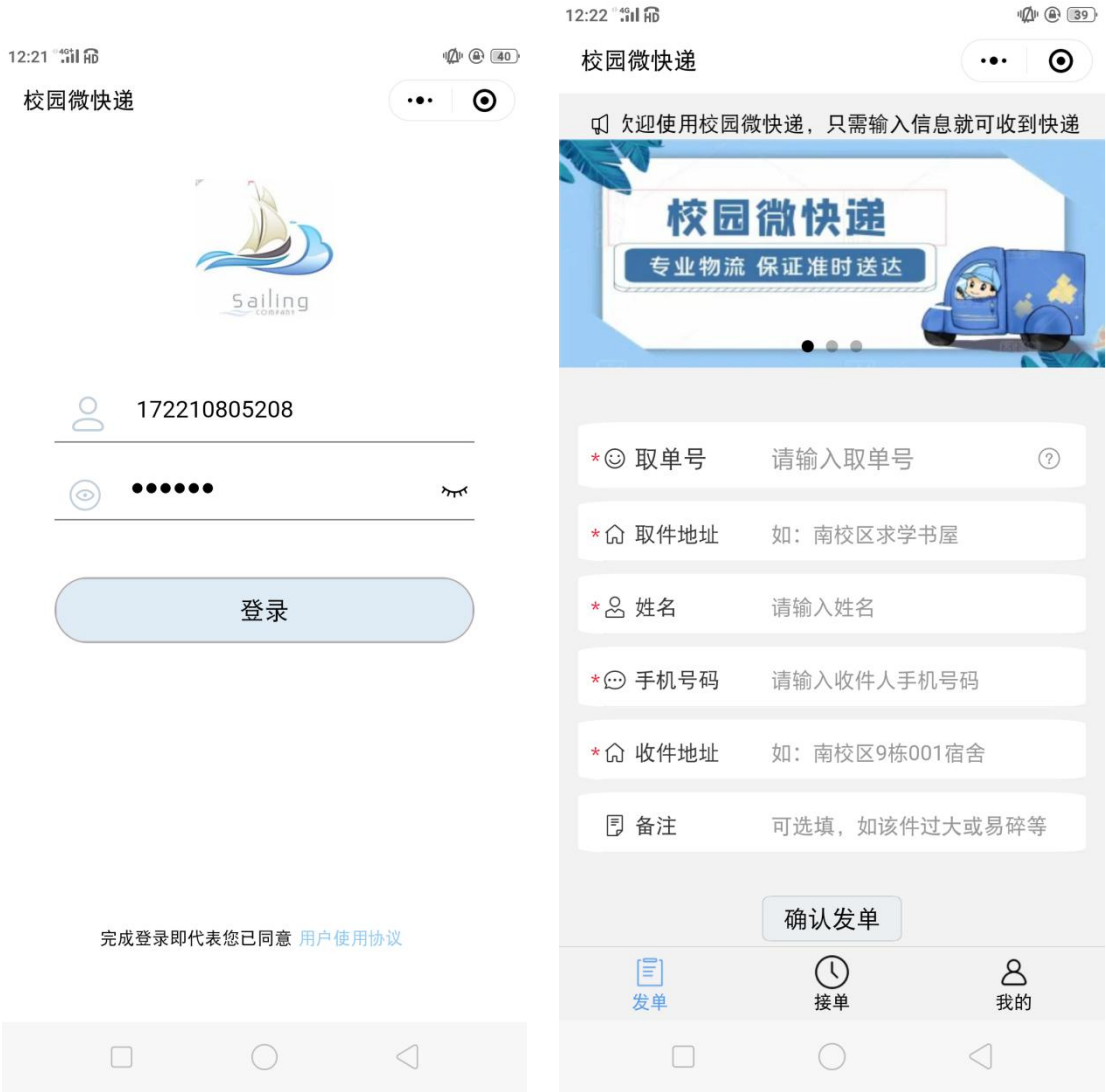 12:21 4G+ HD 40
校园微快递
Sailing
COMPANY
172210805208
••••••
登录
完成登录即代表您已同意 用户使用协议
12:22 4G HD 39
校园微快递
欢迎使用校园微快递，只需输入信息就可收到快递
校园微快递
专业物流 保证准时送达
*取单号 请输入取单号
*取件地址 如：南校区求学书屋
*姓名 请输入姓名
*手机号码 请输入收件人手机号码
*收件地址 如：南校区9栋001宿舍
备注 可选填，如该件过大或易碎等
确认发单
发单 接单 我的